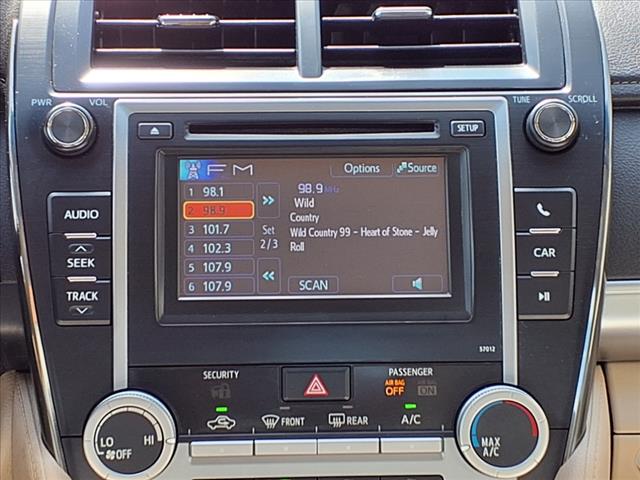 PWR VOL
TUNE SCROLL
SETUP
FM Options Source
1 98.1
2 98.9
3 101.7
4 102.3
5 107.9
6 107.9
Set
2/3
98.9 MHz
Wild
Country
Wild Country 99 - Heart of Stone - Jelly
Roll
SCAN
AUDIO
SEEK
TRACK
CAR
57012
SECURITY
PASSENGER
AIR BAG OFF
AIR BAG ON
FRONT
REAR
A/C
LO HI
OFF
MAX
A/C